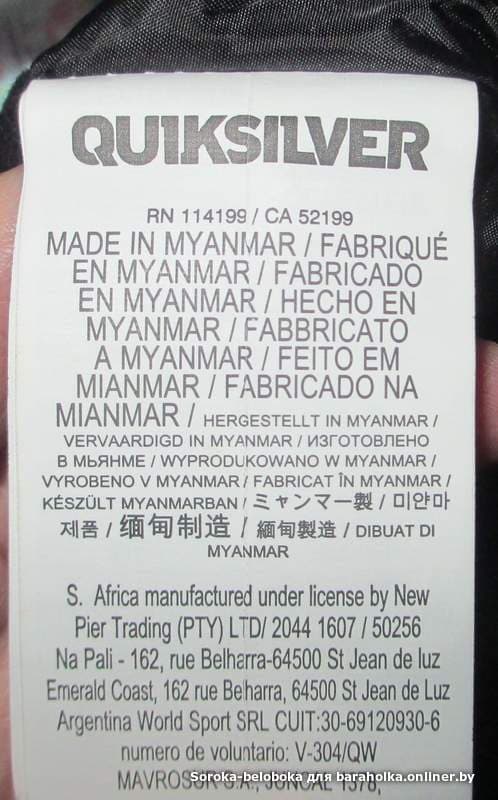 QUIKSILVER
RN 114199 / CA 52199
MADE IN MYANMAR / FABRIQUÉ
EN MYANMAR / FABRICADO
EN MYANMAR / HECHO EN
MYANMAR / FABBRICATO
A MYANMAR / FEITO EM
MIANMAR / FABRICADO NA
MIANMAR / HERGESTELLT IN MYANMAR /
VERVAARDIGD IN MYANMAR / ИЗГОТОВЛЕНО
В МЬЯНМЕ / WYPRODUKOWANO W MYANMAR /
VYROBENO V MYANMAR / FABRICAT ÎN MYANMAR /
KÉSZÜLT MYANMARBAN / ミャンマー製 / 미얀마
제품 / 缅甸制造 / 緬甸製造 / DIBUAT DI
MYANMAR
S. Africa manufactured under license by New
Pier Trading (PTY) LTD/ 2044 1607 / 50256
Na Pali - 162, rue Belharra-64500 St Jean de luz
Emerald Coast, 162 rue Beharra, 64500 St Jean de Luz
Argentina World Sport SRL CUIT:30-69120930-6
numero de voluntario: V-304/QW
MAVROSUR S.A., JUNCAL 1378,
Soroka-beloboka для baraholka.onliner.by